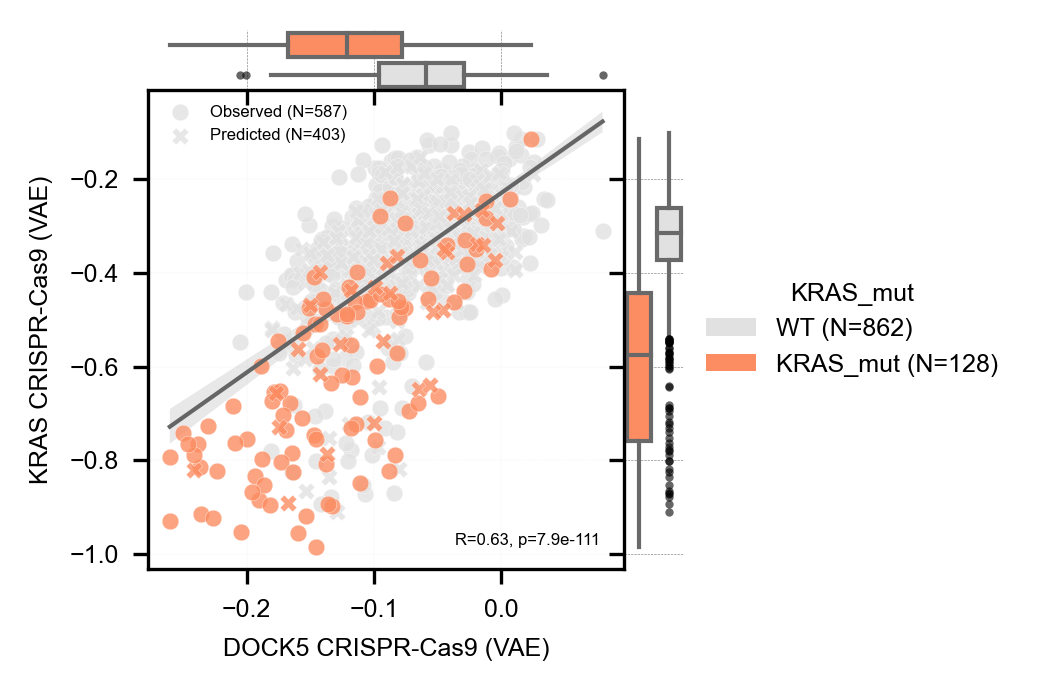 Observed (N=587)
Predicted (N=403)
−0.2
−0.4
−0.6
−0.8
−1.0
KRAS CRISPR-Cas9 (VAE)
R=0.63, p=7.9e-111
−0.2
−0.1
0.0
DOCK5 CRISPR-Cas9 (VAE)
KRAS_mut
WT (N=862)
KRAS_mut (N=128)